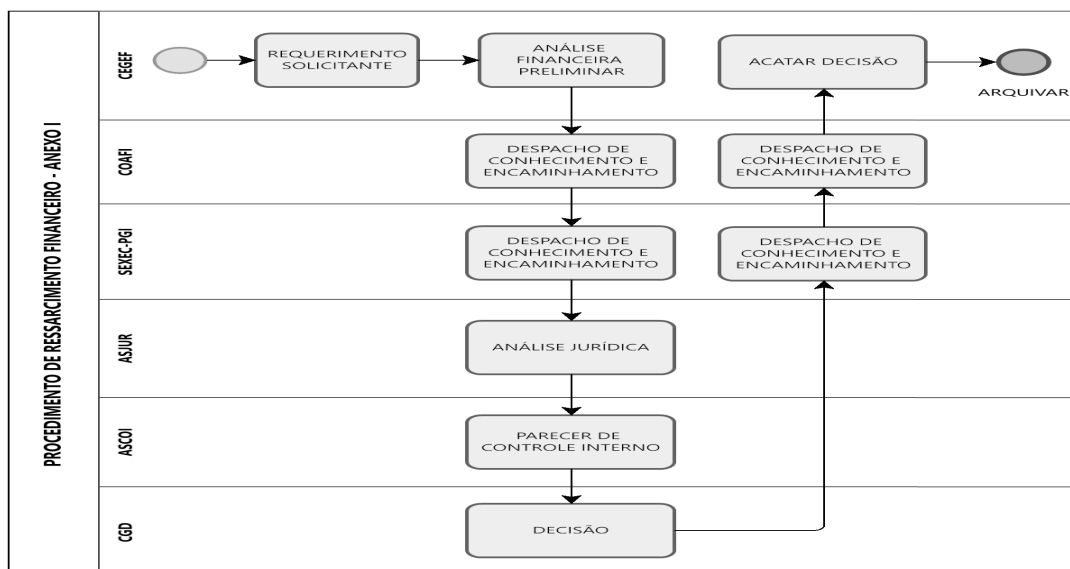 PROCEDIMENTO DE RESSARCIMENTO FINANCEIRO - ANEXO I
CEGEF
REQUERIMENTO
SOLICITANTE
ANÁLISE
FINANCEIRA
PRELIMINAR
ACATAR DECISÃO
ARQUIVAR
COAFI
DESPACHO DE
CONHECIMENTO E
ENCAMINHAMENTO
DESPACHO DE
CONHECIMENTO E
ENCAMINHAMENTO
SEXEC-PGI
DESPACHO DE
CONHECIMENTO E
ENCAMINHAMENTO
DESPACHO DE
CONHECIMENTO E
ENCAMINHAMENTO
ASJUR
ANÁLISE JURÍDICA
ASCOI
PARECER DE
CONTROLE INTERNO
CGD
DECISÃO